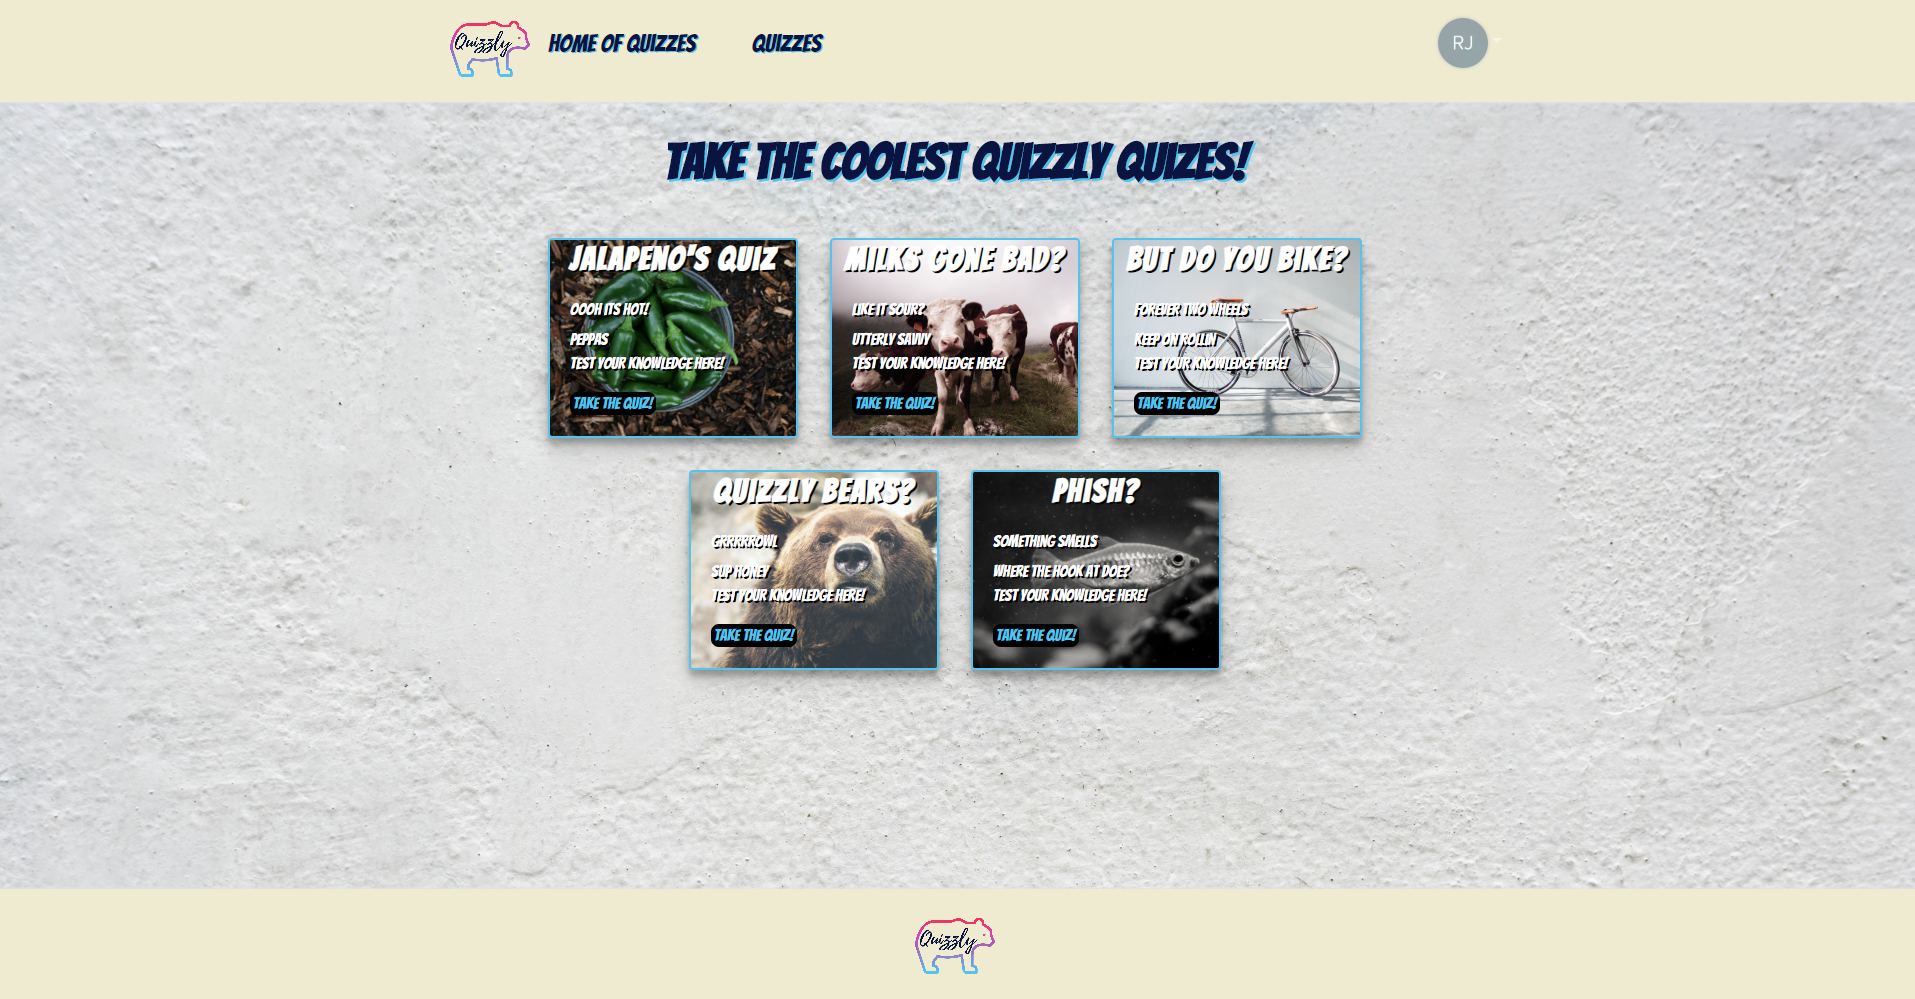 Quizzly
HOME OF QUIZZES
QUIZZES
RJ
TAKE THE COOLEST QUIZZLY QUIZES!
JALAPENO'S QUIZ
OOOH ITS HOT!
PEPPAS
TEST YOUR KNOWLEDGE HERE!
TAKE THE QUIZ!
MILKS GONE BAD?
LIKE IT SOUR?
UTTERLY SAVVY
TEST YOUR KNOWLEDGE HERE!
TAKE THE QUIZ!
BUT DO YOU BIKE?
FOREVER TWO WHEELS
KEEP ON ROLLIN
TEST YOUR KNOWLEDGE HERE!
TAKE THE QUIZ!
QUIZZLY BEARS?
GRRRRROWL
SLIP HONEY
TEST YOUR KNOWLEDGE HERE!
TAKE THE QUIZ!
PHISH?
SOMETHING SMELLS
WHERE THE HOOK AT DOE?
TEST YOUR KNOWLEDGE HERE!
TAKE THE QUIZ!
Quizzly